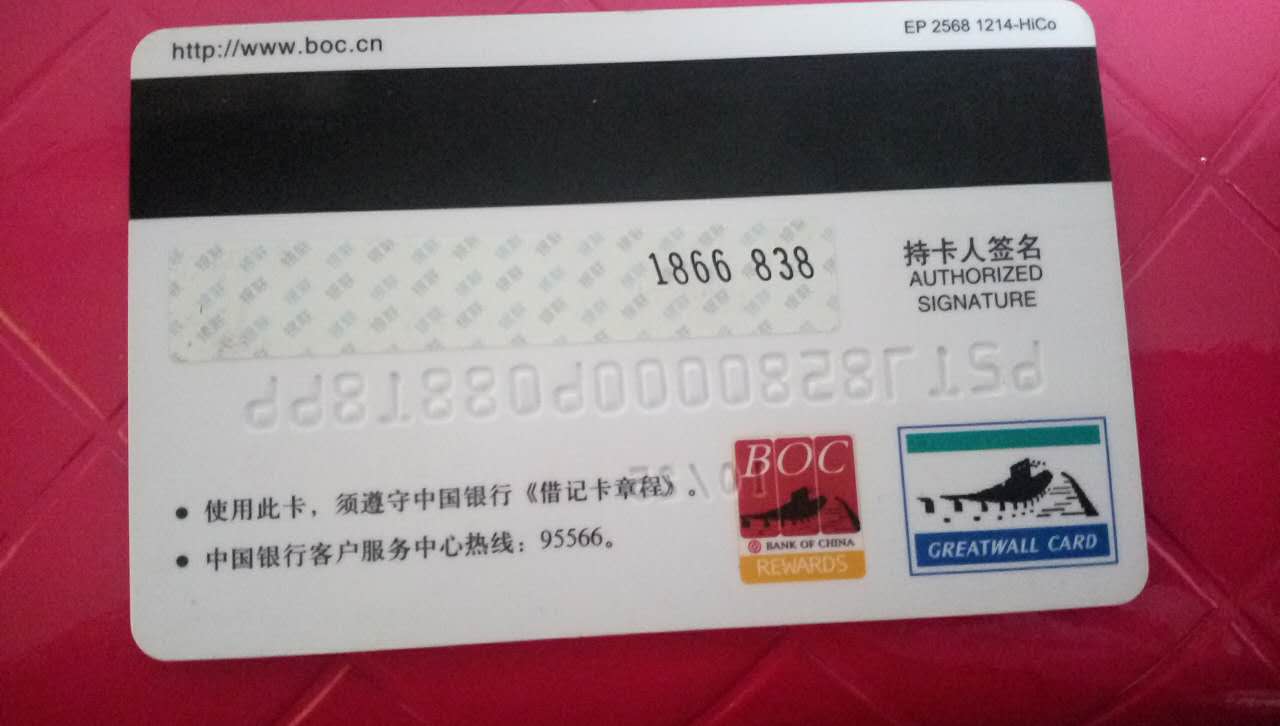 http://www.boc.cn
EP 2568 1214-HiCo
1866 838
持卡人签名
AUTHORIZED
SIGNATURE
• 使用此卡，须遵守中国银行《借记卡章程》。
• 中国银行客户服务中心热线：95566。
BOC
BANK OF CHINA
REWARDS
GREATWALL CARD